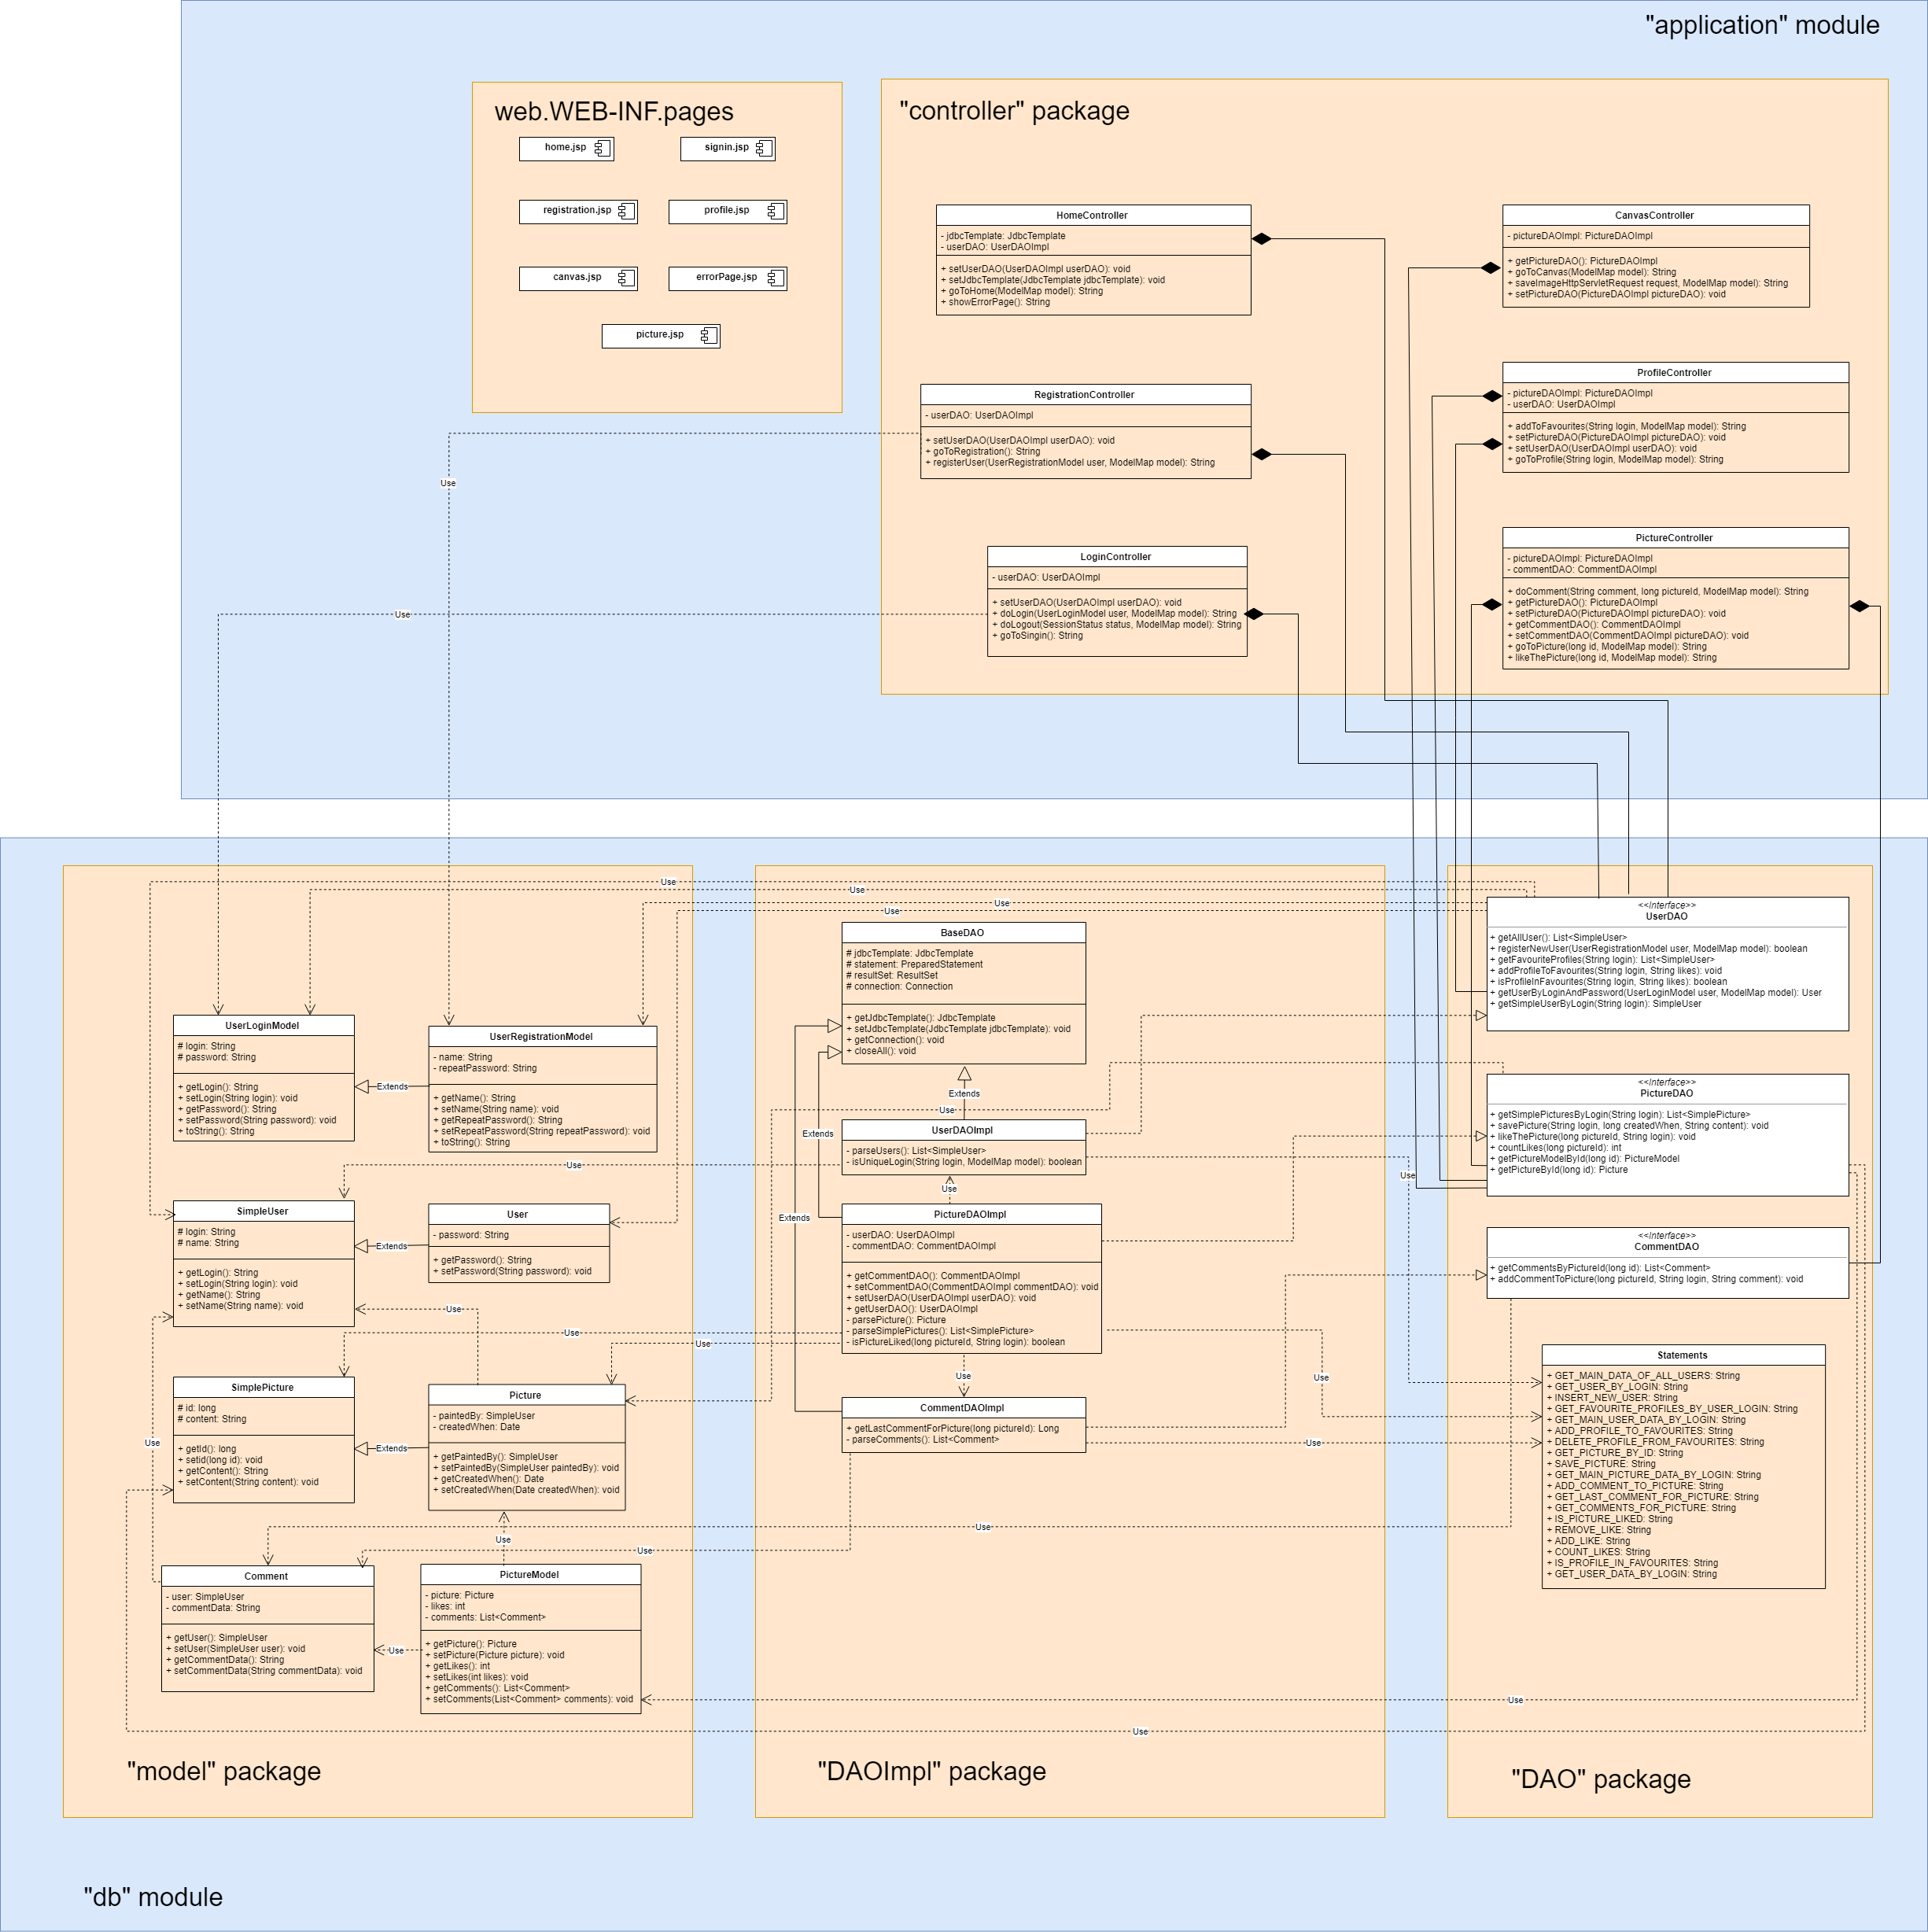 "application" module
web.WEB-INF.pages
home.jsp
signin.jsp
registration.jsp
profile.jsp
canvas.jsp
errorPage.jsp
picture.jsp
"controller" package
HomeController
- jdbcTemplate: JdbcTemplate
- userDAO: UserDAOImpl
+ setUserDAO(UserDAOImpl userDAO): void
+ setJdbcTemplate(JdbcTemplate jdbcTemplate): void
+ goToHome(ModelMap model): String
+ showErrorPage(): String
CanvasController
- pictureDAOImpl: PictureDAOImpl
+ getPictureDAO(): PictureDAOImpl
+ goToCanvas(ModelMap model): String
+ saveImageHttpServletRequest request, ModelMap model): String
+ setPictureDAO(PictureDAOImpl pictureDAO): void
RegistrationController
- userDAO: UserDAOImpl
+ setUserDAO(UserDAOImpl userDAO): void
+ goToRegistration(): String
+ registerUser(UserRegistrationModel user, ModelMap model): String
ProfileController
- pictureDAOImpl: PictureDAOImpl
- userDAO: UserDAOImpl
+ addToFavourites(String login, ModelMap model): String
+ setPictureDAO(PictureDAOImpl pictureDAO): void
+ setUserDAO(UserDAOImpl userDAO): void
+ goToProfile(String login, ModelMap model): String
LoginController
- userDAO: UserDAOImpl
+ setUserDAO(UserDAOImpl userDAO): void
+ doLogin(UserLoginModel user, ModelMap model): String
+ doLogout(SessionStatus status, ModelMap model): String
+ goToSingin(): String
PictureController
- pictureDAOImpl: PictureDAOImpl
- commentDAO: CommentDAOImpl
+ doComment(String comment, long pictureId, ModelMap model): String
+ getPictureDAO(): PictureDAOImpl
+ setPictureDAO(PictureDAOImpl pictureDAO): void
+ getCommentDAO(): CommentDAOImpl
+ setCommentDAO(CommentDAOImpl pictureDAO): void
+ goToPicture(long id, ModelMap model): String
+ likeThePicture(long id, ModelMap model): String
Use
Use
Use
Use
Use
Use
UserLoginModel
# login: String
# password: String
+ getLogin(): String
+ setLogin(String login): void
+ getPassword(): String
+ setPassword(String password): void
+ toString(): String
Extends
UserRegistrationModel
- name: String
- repeatPassword: String
+ getName(): String
+ setName(String name): void
+ getRepeatPassword(): String
+ setRepeatPassword(String repeatPassword): void
+ toString(): String
Use
SimpleUser
# login: String
# name: String
+ getLogin(): String
+ setLogin(String login): void
+ getName(): String
+ setName(String name): void
Extends
User
- password: String
+ getPassword(): String
+ setPassword(String password): void
Use
Use
Use
SimplePicture
# id: long
# content: String
+ getId(): long
+ setid(long id): void
+ getContent(): String
+ setContent(String content): void
Extends
Picture
- paintedBy: SimpleUser
- createdWhen: Date
+ getPaintedBy(): SimpleUser
+ setPaintedBy(SimpleUser paintedBy): void
+ getCreatedWhen(): Date
+ setCreatedWhen(Date createdWhen): void
Use
Use
Use
Use
Comment
- user: SimpleUser
- commentData: String
+ getUser(): SimpleUser
+ setUser(SimpleUser user): void
+ getCommentData(): String
+ setCommentData(String commentData): void
Use
PictureModel
- picture: Picture
- likes: int
- comments: List<Comment>
+ getPicture(): Picture
+ setPicture(Picture picture): void
+ getLikes(): int
+ setLikes(int likes): void
+ getComments(): List<Comment>
+ setComments(List<Comment> comments): void
"model" package
BaseDAO
# jdbcTemplate: JdbcTemplate
# statement: PreparedStatement
# resultSet: ResultSet
# connection: Connection
+ getJdbcTemplate(): JdbcTemplate
+ setJdbcTemplate(JdbcTemplate jdbcTemplate): void
+ getConnection(): void
+ closeAll(): void
Extends
Use
Extends
UserDAOImpl
- parseUsers(): List<SimpleUser>
- isUniqueLogin(String login, ModelMap model): boolean
Use
Extends
PictureDAOImpl
- userDAO: UserDAOImpl
- commentDAO: CommentDAOImpl
+ getCommentDAO(): CommentDAOImpl
+ setCommentDAO(CommentDAOImpl commentDAO): void
+ setUserDAO(UserDAOImpl userDAO): void
+ getUserDAO(): UserDAOImpl
- parsePicture(): Picture
- parseSimplePictures(): List<SimplePicture>
- isPictureLiked(long pictureId, String login): boolean
Use
Use
CommentDAOImpl
+ getLastCommentForPicture(long pictureId): Long
- parseComments(): List<Comment>
Use
Use
Use
"DAOImpl" package
<<Interface>>
UserDAO
+ getAllUser(): List<SimpleUser>
+ registerNewUser(UserRegistrationModel user, ModelMap model): boolean
+ getFavouriteProfiles(String login): List<SimpleUser>
+ addProfileToFavourites(String login, String likes): void
+ isProfileInFavourites(String login, String likes): boolean
+ getUserByLoginAndPassword(UserLoginModel user, ModelMap model): User
+ getSimpleUserByLogin(String login): SimpleUser
<<Interface>>
PictureDAO
+ getSimplePicturesByLogin(String login): List<SimplePicture>
+ savePicture(String login, long createdWhen, String content): void
+ likeThePicture(long pictureId, String login): void
+ countLikes(long pictureId): int
+ getPictureModelById(long id): PictureModel
+ getPictureById(long id): Picture
Use
<<Interface>>
CommentDAO
+ getCommentsByPictureId(long id): List<Comment>
+ addCommentToPicture(long pictureId, String login, String comment): void
Statements
+ GET_MAIN_DATA_OF_ALL_USERS: String
+ GET_USER_BY_LOGIN: String
+ INSERT_NEW_USER: String
+ GET_FAVOURITE_PROFILES_BY_USER_LOGIN: String
+ GET_MAIN_USER_DATA_BY_LOGIN: String
+ ADD_PROFILE_TO_FAVOURITES: String
+ DELETE_PROFILE_FROM_FAVOURITES: String
+ GET_PICTURE_BY_ID: String
+ SAVE_PICTURE: String
+ GET_MAIN_PICTURE_DATA_BY_LOGIN: String
+ ADD_COMMENT_TO_PICTURE: String
+ GET_LAST_COMMENT_FOR_PICTURE: String
+ GET_COMMENTS_FOR_PICTURE: String
+ IS_PICTURE_LIKED: String
+ REMOVE_LIKE: String
+ ADD_LIKE: String
+ COUNT_LIKES: String
+ IS_PROFILE_IN_FAVOURITES: String
+ GET_USER_DATA_BY_LOGIN: String
Use
Use
"DAO" package
"db" module